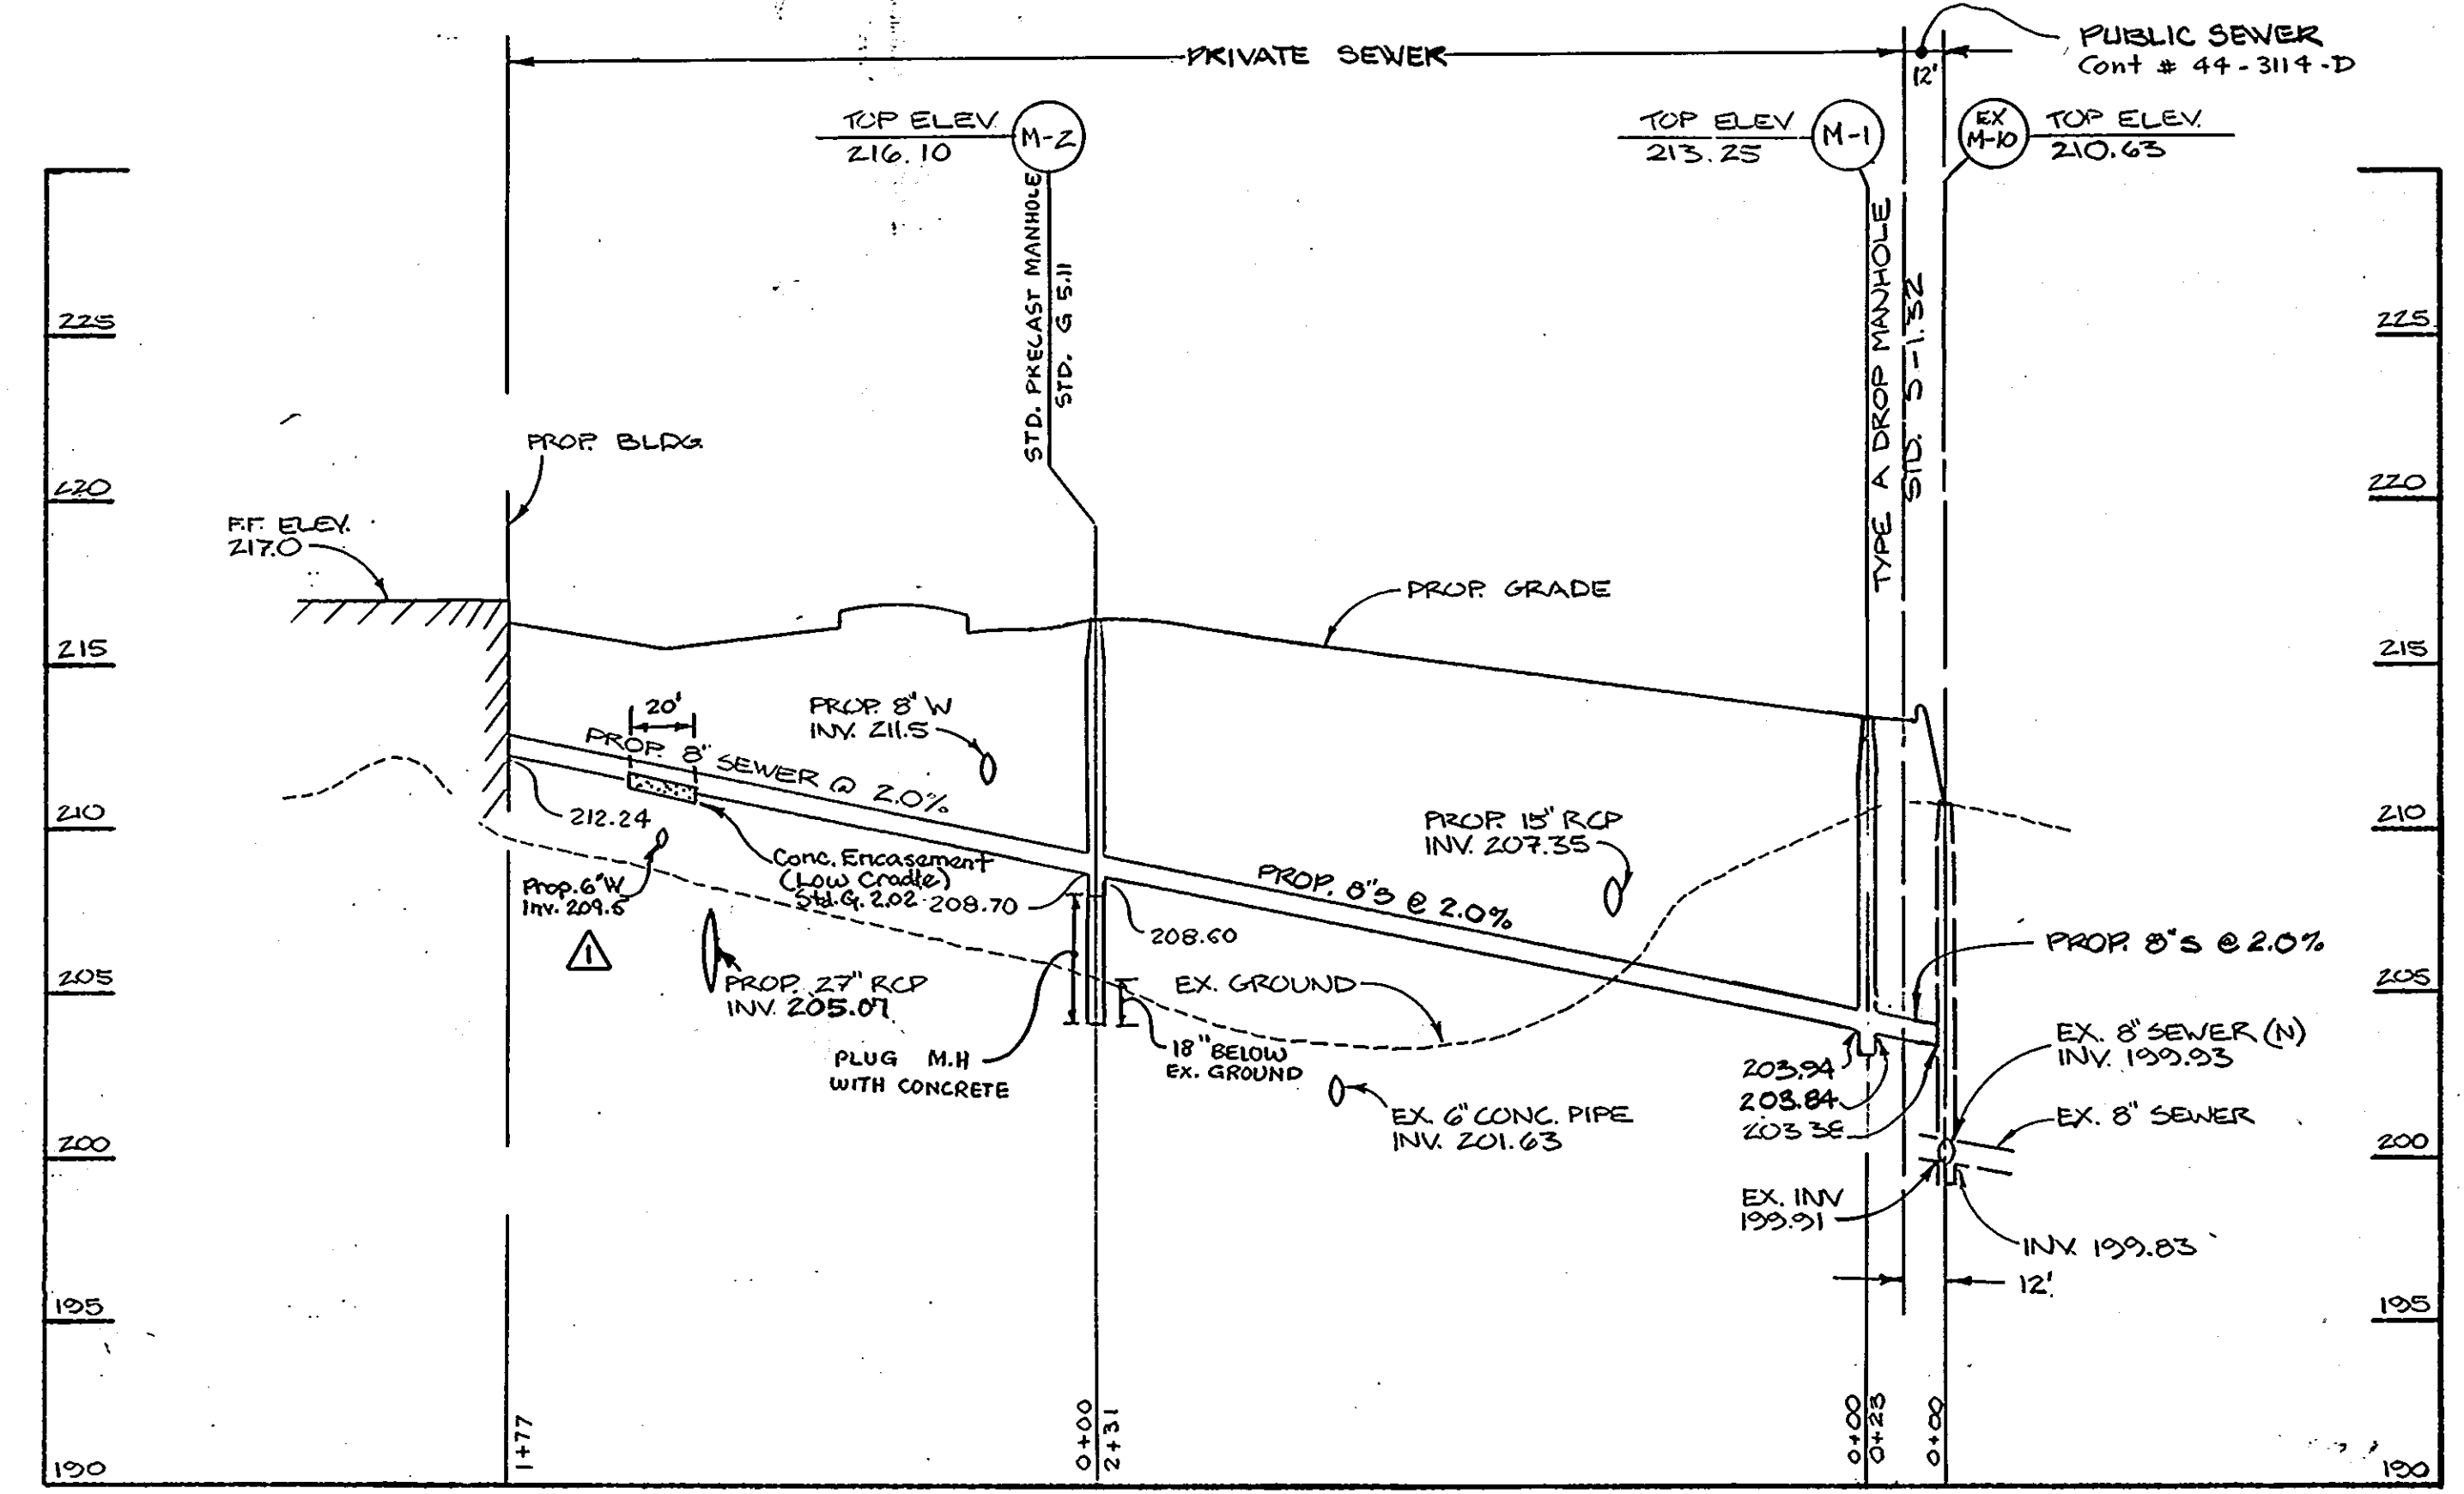 PRIVATE SEWER
PUBLIC SEWER
Cont # 44-3114-D
12'
TOP ELEV.
216.10
M-2
TOP ELEV
213.25
M-1
EX
M-10
TOP ELEV.
210.63
STD. PRECAST MANHOLE
STD. G 5.11
TYPE A DROP MANHOLE
STD. S-1.32
225
225
220
220
215
215
210
210
205
205
200
200
195
195
190
190
PROP. BLDG.
F.F. ELEV.
217.0
PROP. GRADE
20'
PROP. 8" W
INV. 211.5
PROP. 8" SEWER @ 2.0%
212.24
Conc. Encasement
(Low Cradle)
Std. G. 2.02
208.70
Prop. 6"W
Inv. 209.5
1
PROP. 27" RCP
INV. 205.07
208.60
PROP. 15" RCP
INV. 207.35
PROP. 8"S @ 2.0%
PROP. 8"S @ 2.0%
EX. GROUND
18" BELOW
EX. GROUND
PLUG M.H
WITH CONCRETE
EX. 6" CONC. PIPE
INV. 201.63
203.94
203.84
EX. 8" SEWER (N)
INV. 199.93
EX. 8" SEWER
EX. INV
199.91
INV. 199.83
12'
1+77
0+00
2+31
0+00
0+23
0+00